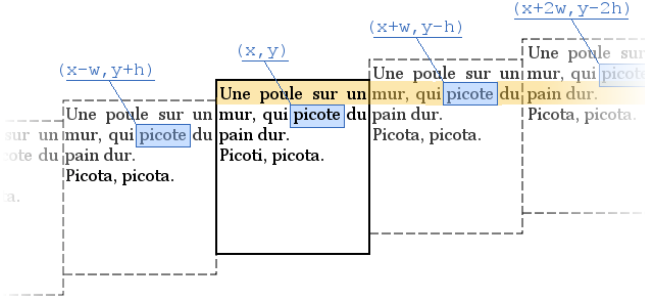 sur un
cote du
a.
(x-w,y+h)
Une poule sur un
mur, qui picote du
pain dur.
Picota, picota.
(x,y)
Une poule sur un
mur, qui picote du
pain dur.
Picoti, picota.
(x+w,y-h)
Une poule sur un
mur, qui picote du
pain dur.
Picota, picota.
(x+2w,y-2h)
Une poule sur
mur, qui picote
pain dur.
Picota, picota.